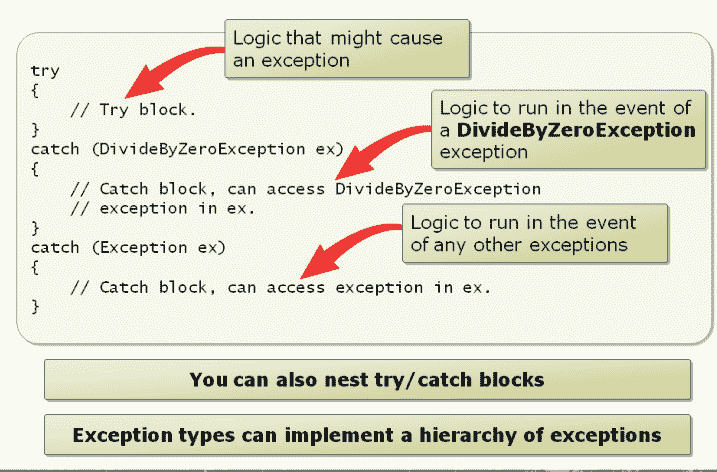 Logic that might cause
an exception
try
{
// Try block.
}
Logic to run in the event of
a DivideByZeroException
exception
catch (DivideByZeroException ex)
{
// Catch block, can access DivideByZeroException
// exception in ex.
}
Logic to run in the event
of any other exceptions
catch (Exception ex)
{
// Catch block, can access exception in ex.
}
You can also nest try/catch blocks
Exception types can implement a hierarchy of exceptions